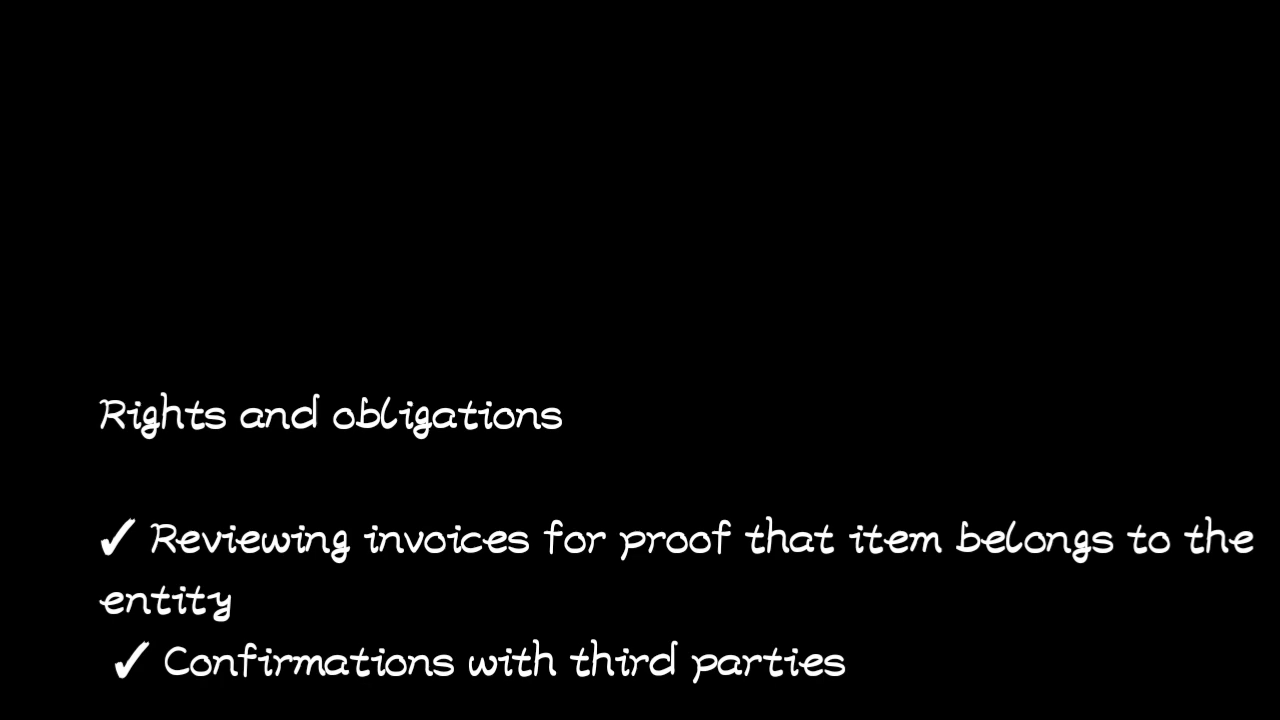 Rights and obligations
✓ Reviewing invoices for proof that item belongs to the
entity
✓ Confirmations with third parties